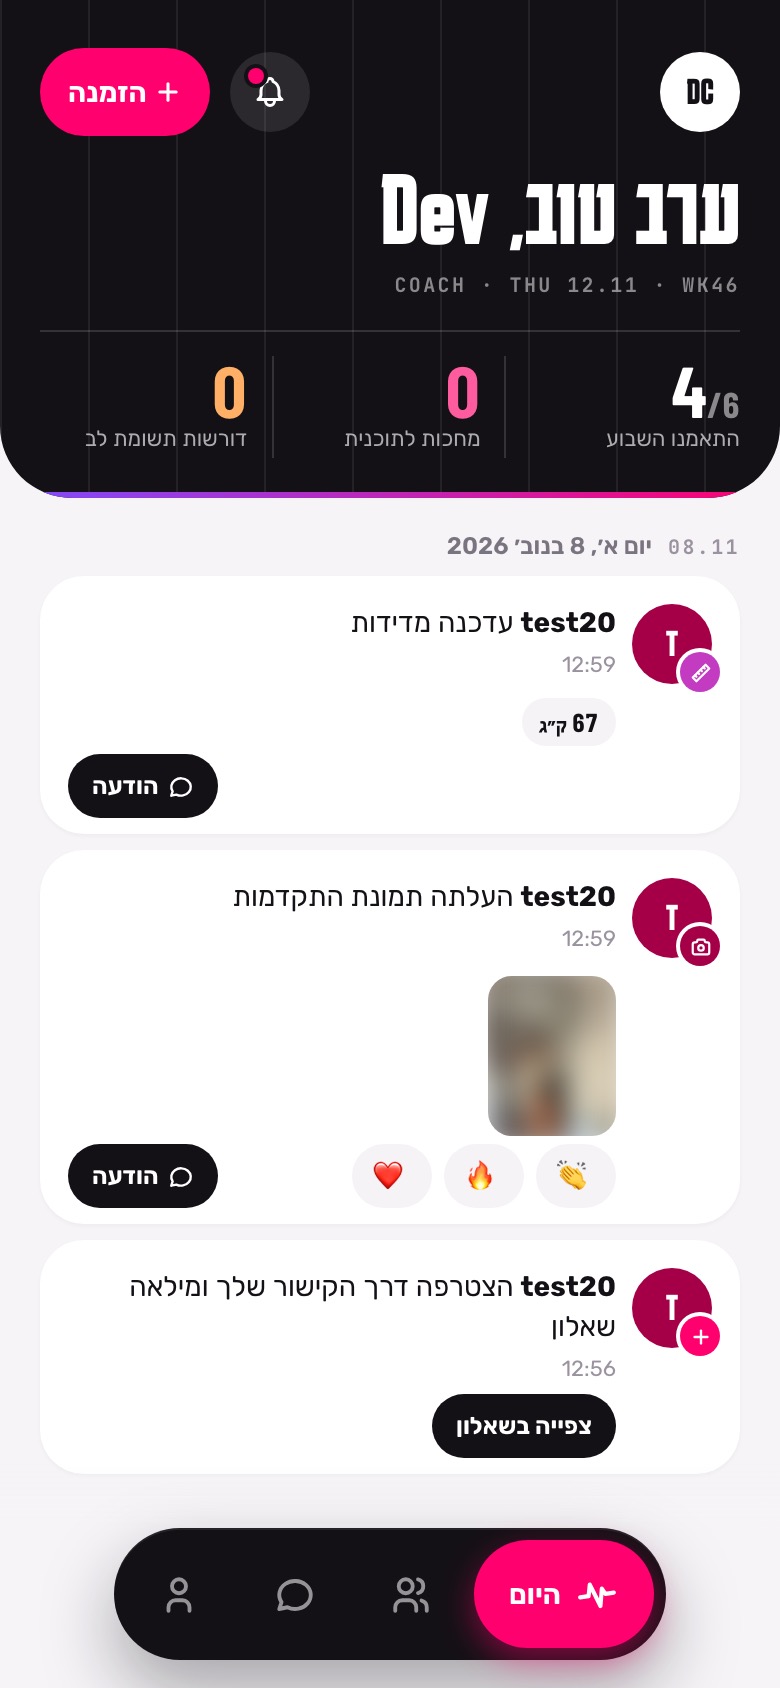 DC
+ הזמנה
ערב טוב, Dev
COACH · THU 12.11 · WK46
4/6
התאמנו השבוע
0
מחכות לתוכנית
0
דורשות תשומת לב
08.11 יום א׳, 8 בנוב׳ 2026
T
test20 עדכנה מדידות
12:59
67 ק״ג
הודעה
T
test20 העלתה תמונת התקדמות
12:59
👏 🔥 ❤️
הודעה
T
test20 הצטרפה דרך הקישור שלך ומילאה
שאלון
12:56
צפייה בשאלון
היום